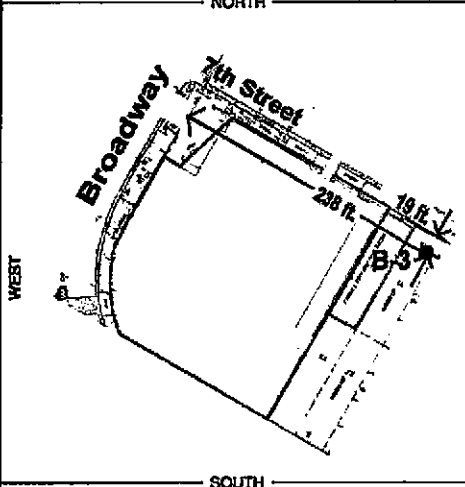 NORTH
7th Street
Broadway
238 ft.
19 ft.
B-3
WEST
SOUTH